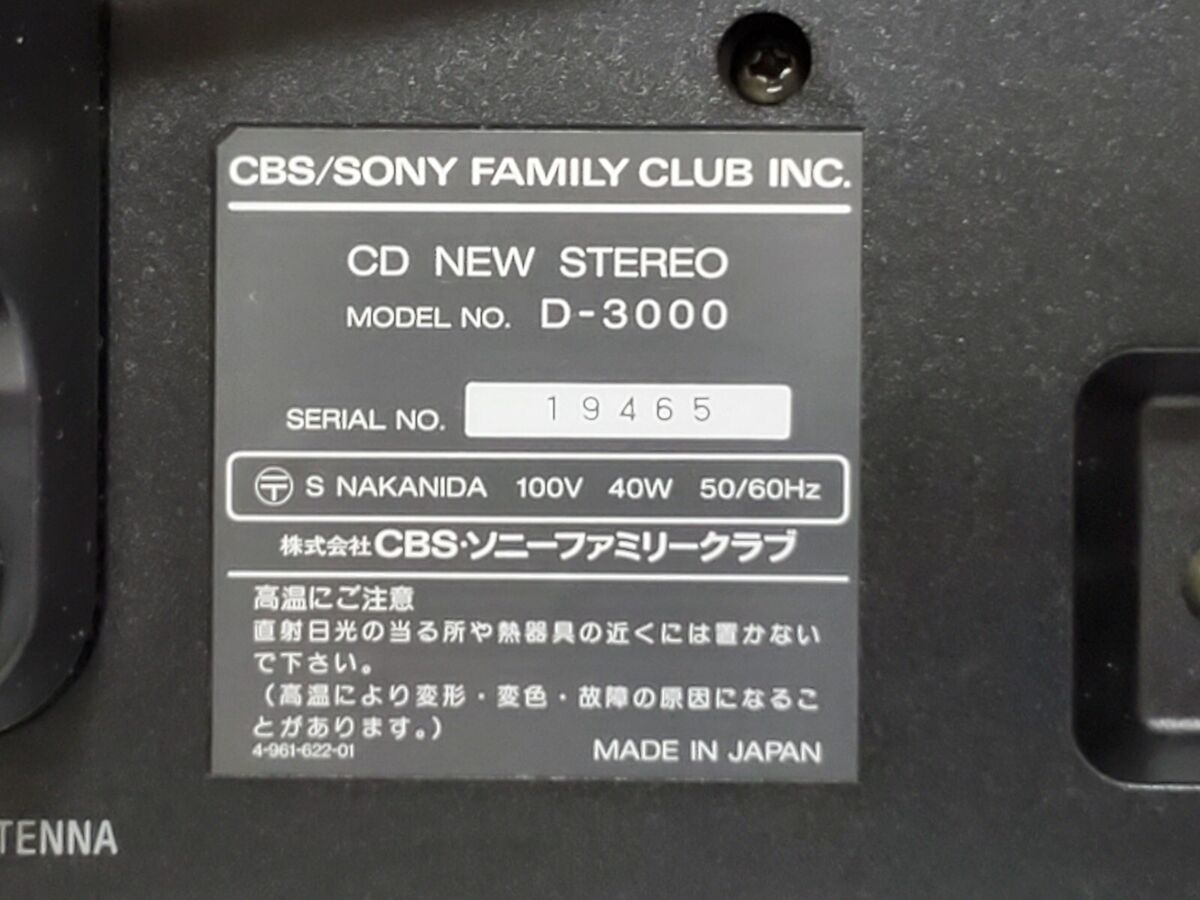 CBS/SONY FAMILY CLUB INC.
CD NEW STEREO
MODEL NO. D-3000
SERIAL NO. 19465
〶 S NAKANIDA 100V 40W 50/60Hz
株式会社CBS・ソニーファミリークラブ
高温にご注意
直射日光の当る所や熱器具の近くには置かない
で下さい。
（高温により変形・変色・故障の原因になるこ
とがあります。）
4-961-622-01 MADE IN JAPAN
TENNA